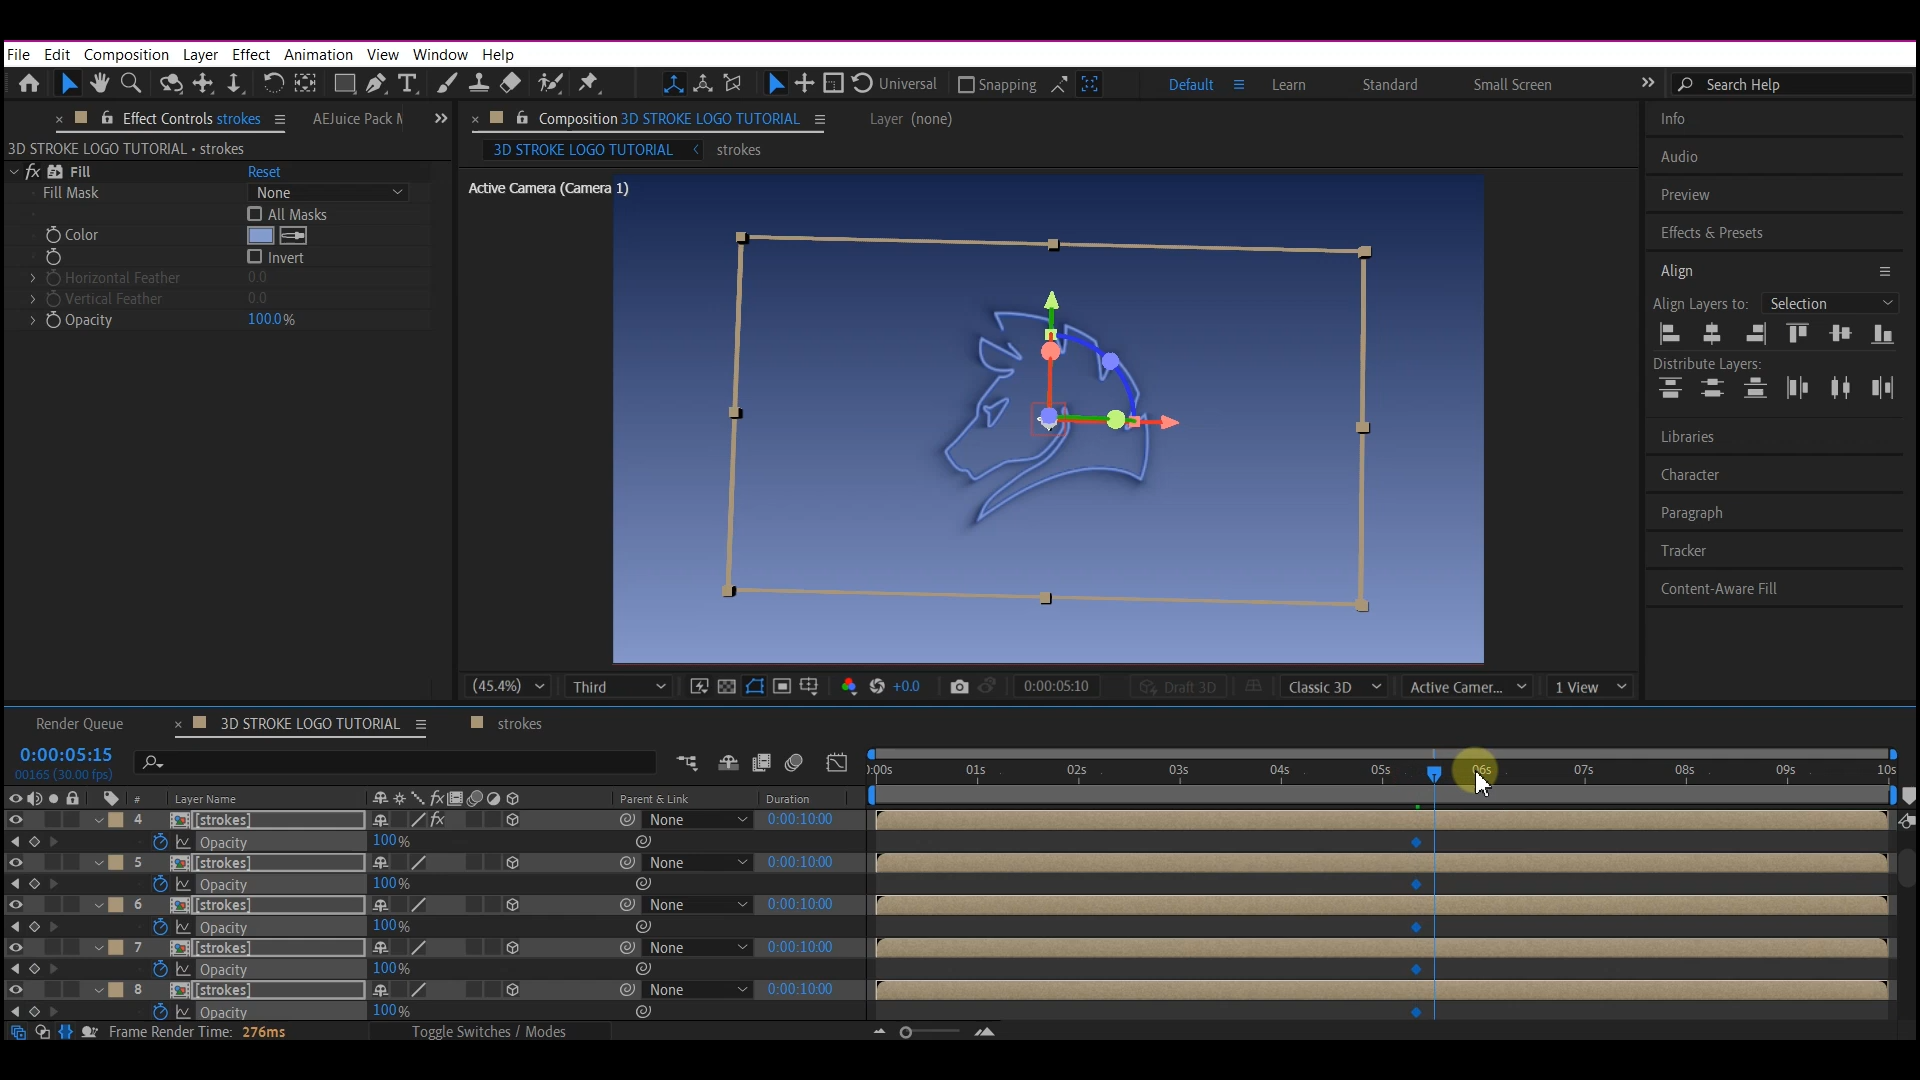 File Edit Composition Layer Effect Animation View Window Help
Universal Snapping Default Learn Standard Small Screen Search Help
Effect Controls strokes AEJuice Pack M
Composition 3D STROKE LOGO TUTORIAL Layer (none)
3D STROKE LOGO TUTORIAL • strokes
3D STROKE LOGO TUTORIAL < strokes
fx Fill Reset
Fill Mask None
All Masks
Color
Invert
Horizontal Feather 0.0
Vertical Feather 0.0
Opacity 100.0%
Active Camera (Camera 1)
Info
Audio
Preview
Effects & Presets
Align
Align Layers to: Selection
Distribute Layers:
Libraries
Character
Paragraph
Tracker
Content-Aware Fill
(45.4%) Third +0.0 0:00:05:10 Draft 3D Classic 3D Active Camer... 1 View
Render Queue 3D STROKE LOGO TUTORIAL strokes
0:00:05:15
00165 (30.00 fps)
:00s 01s 02s 03s 04s 05s 06s 07s 08s 09s 10s
# Layer Name fx Parent & Link Duration
4 [strokes] fx None 0:00:10:00
Opacity 100%
5 [strokes] None 0:00:10:00
Opacity 100%
6 [strokes] None 0:00:10:00
Opacity 100%
7 [strokes] None 0:00:10:00
Opacity 100%
8 [strokes] None 0:00:10:00
Opacity 100%
Frame Render Time: 276ms Toggle Switches / Modes